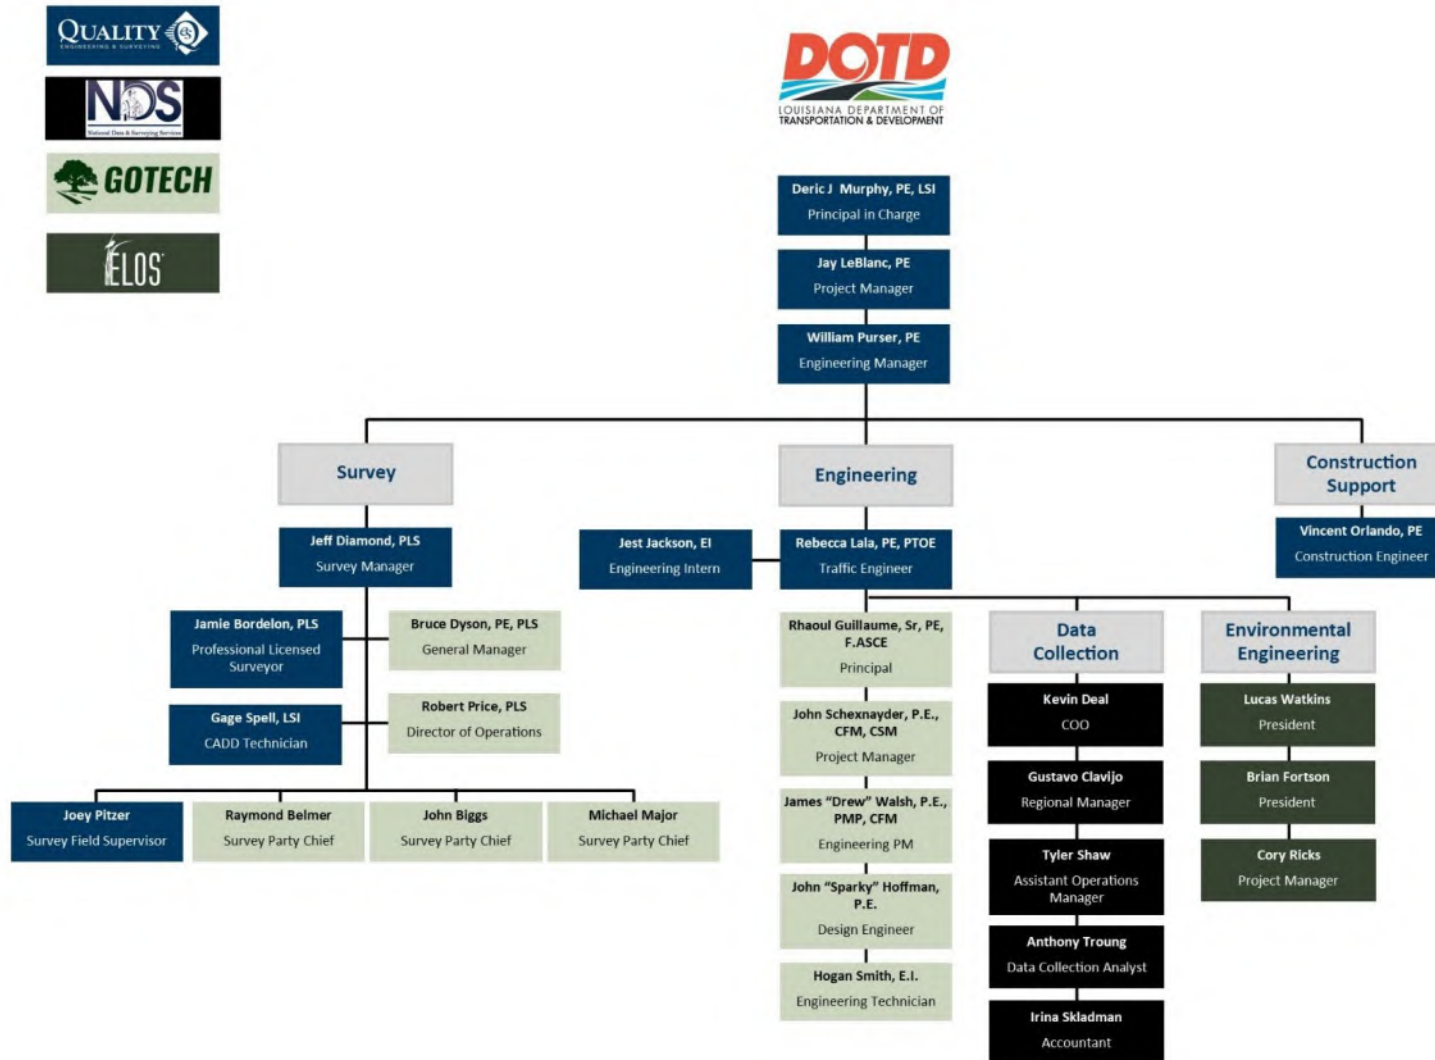 QUALITY
ENGINEERING & SURVEYING
NDS
National Data & Surveying Services
GOTECH
ELOS
DOTD
LOUISIANA DEPARTMENT OF
TRANSPORTATION & DEVELOPMENT
Deric J Murphy, PE, LSI
Principal in Charge
Jay LeBlanc, PE
Project Manager
William Purser, PE
Engineering Manager
Survey
Jeff Diamond, PLS
Survey Manager
Jamie Bordelon, PLS
Professional Licensed
Surveyor
Bruce Dyson, PE, PLS
General Manager
Gage Spell, LSI
CADD Technician
Robert Price, PLS
Director of Operations
Joey Pitzer
Survey Field Supervisor
Raymond Belmer
Survey Party Chief
John Biggs
Survey Party Chief
Michael Major
Survey Party Chief
Engineering
Jest Jackson, EI
Engineering Intern
Rebecca Lala, PE, PTOE
Traffic Engineer
Rhaoul Guillaume, Sr, PE,
F.ASCE
Principal
John Schexnayder, P.E.,
CFM, CSM
Project Manager
James “Drew” Walsh, P.E.,
PMP, CFM
Engineering PM
John “Sparky” Hoffman,
P.E.
Design Engineer
Hogan Smith, E.I.
Engineering Technician
Data
Collection
Kevin Deal
COO
Gustavo Clavijo
Regional Manager
Tyler Shaw
Assistant Operations
Manager
Anthony Troung
Data Collection Analyst
Irina Skladman
Accountant
Environmental
Engineering
Lucas Watkins
President
Brian Fortson
President
Cory Ricks
Project Manager
Construction
Support
Vincent Orlando, PE
Construction Engineer